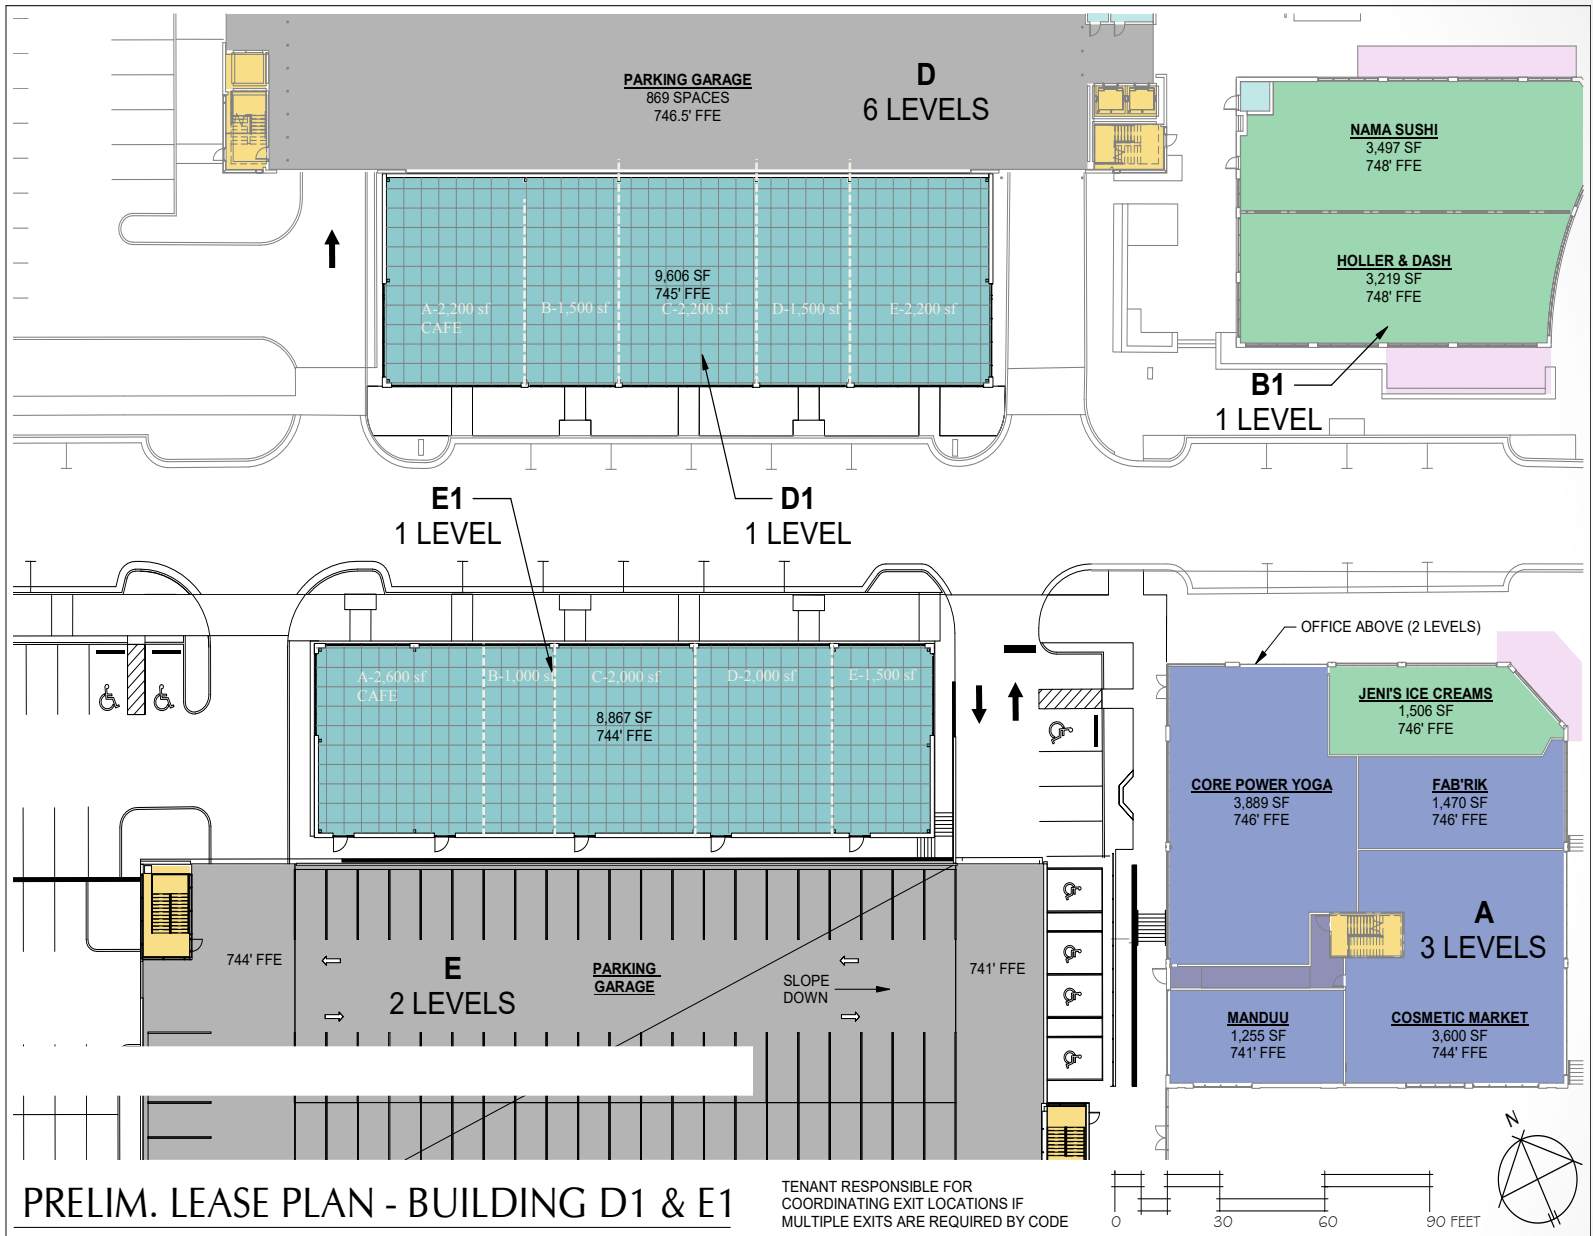 PARKING GARAGE
869 SPACES
746.5' FFE
D
6 LEVELS
NAMA SUSHI
3,497 SF
748' FFE
HOLLER & DASH
3,219 SF
748' FFE
9,606 SF
745' FFE
A-2,200 sf
CAFE
B-1,500 sf
C-2,200 sf
D-1,500 sf
E-2,200 sf
B1
1 LEVEL
E1
1 LEVEL
D1
1 LEVEL
OFFICE ABOVE (2 LEVELS)
A-2,600 sf
CAFE
B-1,000 sf
C-2,000 sf
D-2,000 sf
E-1,500 sf
8,867 SF
744' FFE
JENI'S ICE CREAMS
1,506 SF
746' FFE
CORE POWER YOGA
3,889 SF
746' FFE
FAB'RIK
1,470 SF
746' FFE
A
3 LEVELS
744' FFE
E
2 LEVELS
PARKING
GARAGE
SLOPE
DOWN
741' FFE
MANDUU
1,255 SF
741' FFE
COSMETIC MARKET
3,600 SF
744' FFE
N
PRELIM. LEASE PLAN - BUILDING D1 & E1
TENANT RESPONSIBLE FOR
COORDINATING EXIT LOCATIONS IF
MULTIPLE EXITS ARE REQUIRED BY CODE
0 30 60 90 FEET